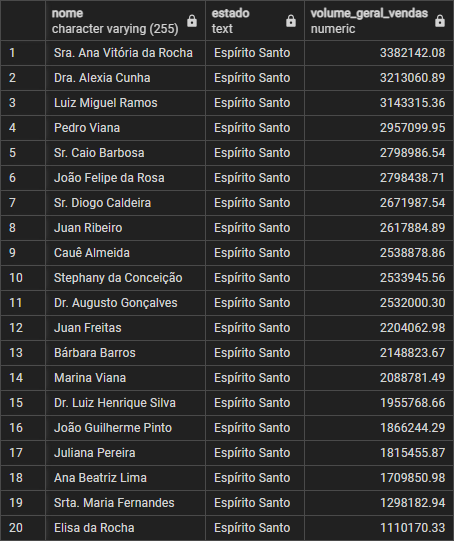 nome estado volume_geral_vendas
character varying (255) text numeric
1 Sra. Ana Vitória da Rocha Espírito Santo 3382142.08
2 Dra. Alexia Cunha Espírito Santo 3213060.89
3 Luiz Miguel Ramos Espírito Santo 3143315.36
4 Pedro Viana Espírito Santo 2957099.95
5 Sr. Caio Barbosa Espírito Santo 2798986.54
6 João Felipe da Rosa Espírito Santo 2798438.71
7 Sr. Diogo Caldeira Espírito Santo 2671987.54
8 Juan Ribeiro Espírito Santo 2617884.89
9 Cauê Almeida Espírito Santo 2538878.86
10 Stephany da Conceição Espírito Santo 2533945.56
11 Dr. Augusto Gonçalves Espírito Santo 2532000.30
12 Juan Freitas Espírito Santo 2204062.98
13 Bárbara Barros Espírito Santo 2148823.67
14 Marina Viana Espírito Santo 2088781.49
15 Dr. Luiz Henrique Silva Espírito Santo 1955768.66
16 João Guilherme Pinto Espírito Santo 1866244.29
17 Juliana Pereira Espírito Santo 1815455.87
18 Ana Beatriz Lima Espírito Santo 1709850.98
19 Srta. Maria Fernandes Espírito Santo 1298182.94
20 Elisa da Rocha Espírito Santo 1110170.33